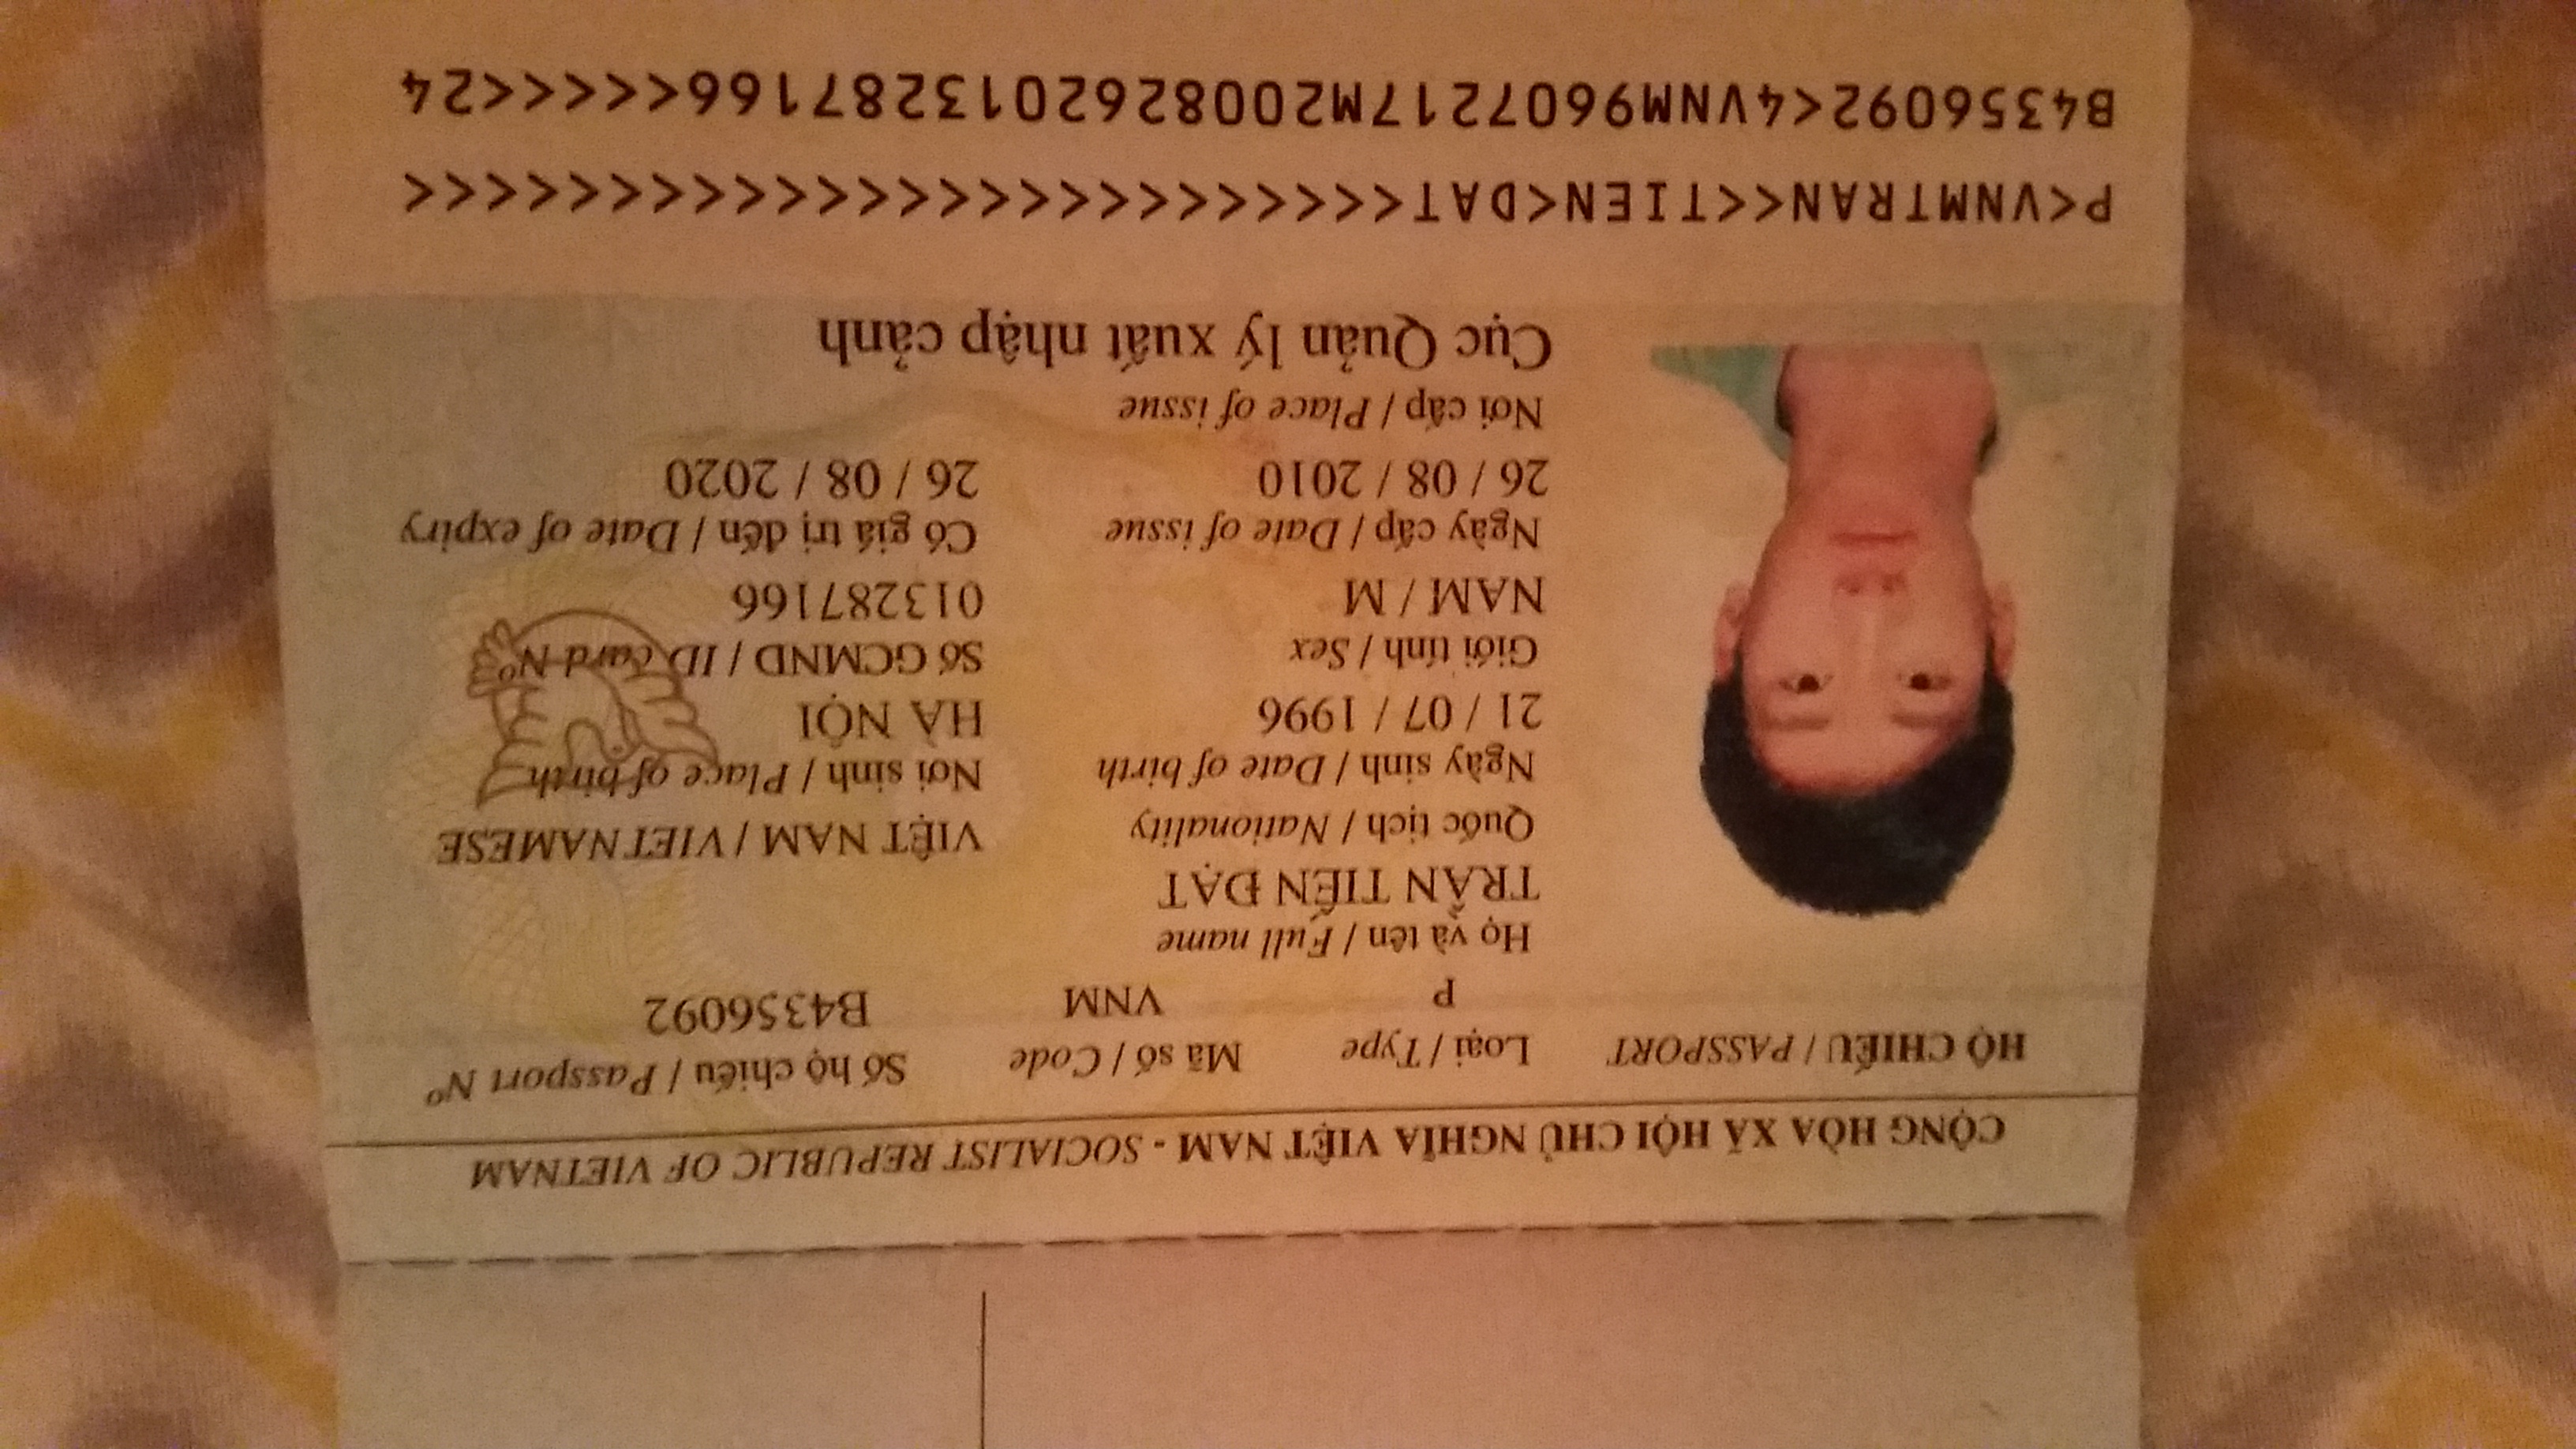 CỘNG HÒA XÃ HỘI CHỦ NGHĨA VIỆT NAM - SOCIALIST REPUBLIC OF VIETNAM
HỘ CHIẾU / PASSPORT Loại / Type Mã số / Code Số hộ chiếu / Passport Nº
P VNM B4356092
Họ và tên / Full name
TRẦN TIẾN ĐẠT
Quốc tịch / Nationality VIỆT NAM / VIETNAMESE
Ngày sinh / Date of birth Nơi sinh / Place of birth
21 / 07 / 1996 HÀ NỘI
Giới tính / Sex Số GCMND / ID card Nº
NAM / M 013287166
Ngày cấp / Date of issue Có giá trị đến / Date of expiry
26 / 08 / 2010 26 / 08 / 2020
Nơi cấp / Place of issue
Cục Quản lý xuất nhập cảnh
P<VNMTRAN<<TIEN<DAT<<<<<<<<<<<<<<<<<<<<<<<<<
B4356092<4VNM9607217M2008262013287166<<<<<24